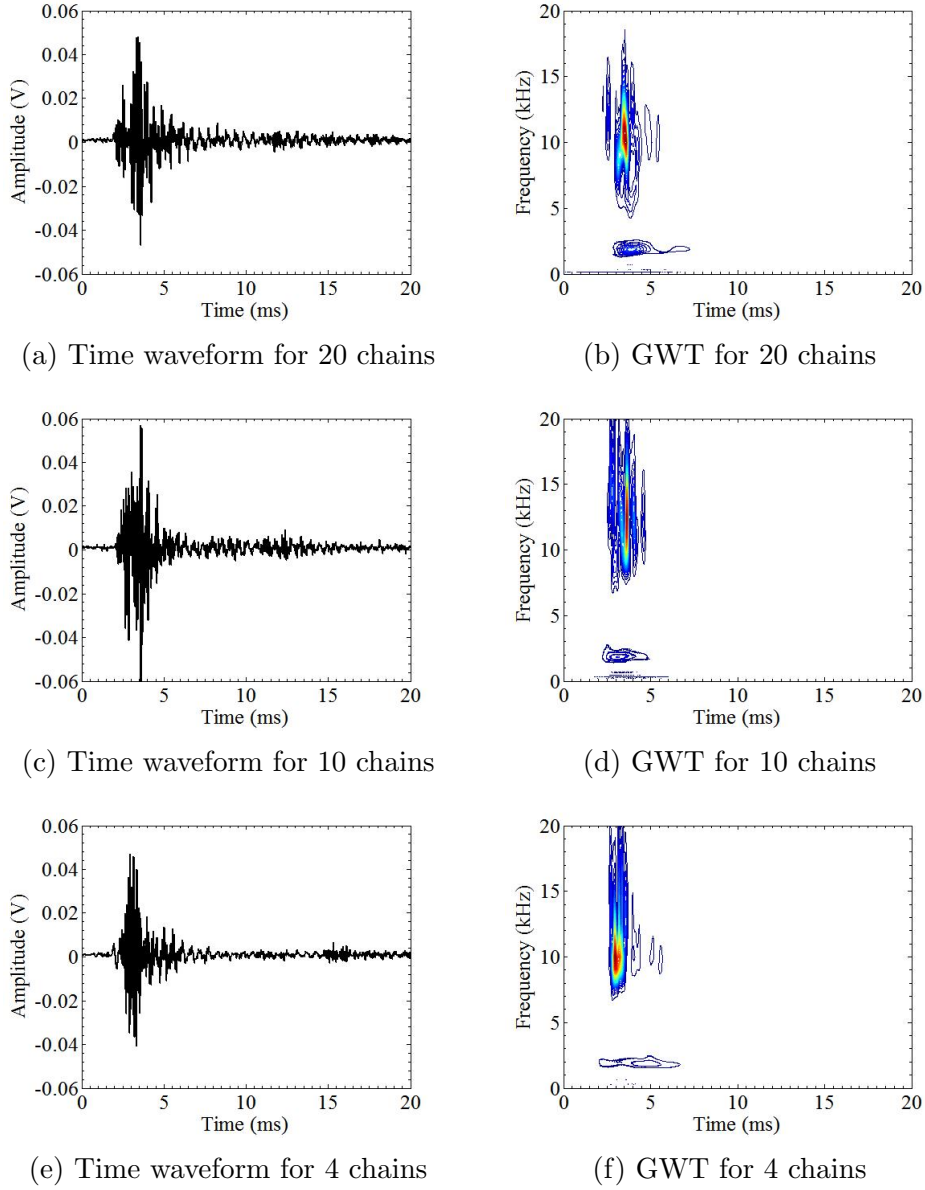 0.06
0.04
0.02
0
-0.02
-0.04
-0.06
Amplitude (V)
0 5 10 15 20
Time (ms)
20
15
10
5
0
Frequency (kHz)
0 5 10 15 20
Time (ms)
(a) Time waveform for 20 chains
(b) GWT for 20 chains
0.06
0.04
0.02
0
-0.02
-0.04
-0.06
Amplitude (V)
0 5 10 15 20
Time (ms)
20
15
10
5
0
Frequency (kHz)
0 5 10 15 20
Time (ms)
(c) Time waveform for 10 chains
(d) GWT for 10 chains
0.06
0.04
0.02
0
-0.02
-0.04
-0.06
Amplitude (V)
0 5 10 15 20
Time (ms)
20
15
10
5
0
Frequency (kHz)
0 5 10 15 20
Time (ms)
(e) Time waveform for 4 chains
(f) GWT for 4 chains